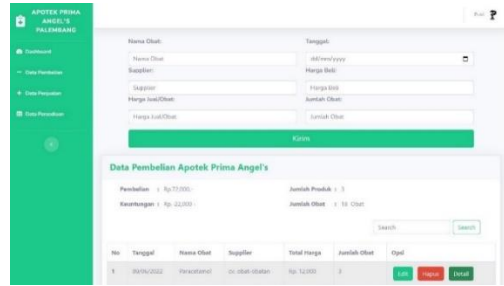 APOTEK PRIMA
ANGEL'S
PALEMBANG
Dashboard
Data Pembelian
Data Penjualan
Data Persediaan
Nama Obat:
Tanggal:
Nama Obat
dd/mm/yyyy
Supplier:
Harga Beli:
Supplier
Harga Beli
Harga Jual/Obat:
Jumlah Obat:
Harga Jual/Obat
Jumlah Obat
Kirim
Data Pembelian Apotek Prima Angel's
Pembelian : Rp.77,000.-
Jumlah Produk :
Keuntungan : Rp. 22,000.-
Jumlah Obat : Obat
Search
Search
No Tanggal Nama Obat Supplier Total Harga Jumlah Obat Opsi
1 Paracetamol cv. obat-obatan Rp. 12,000 Edit Hapus Detail